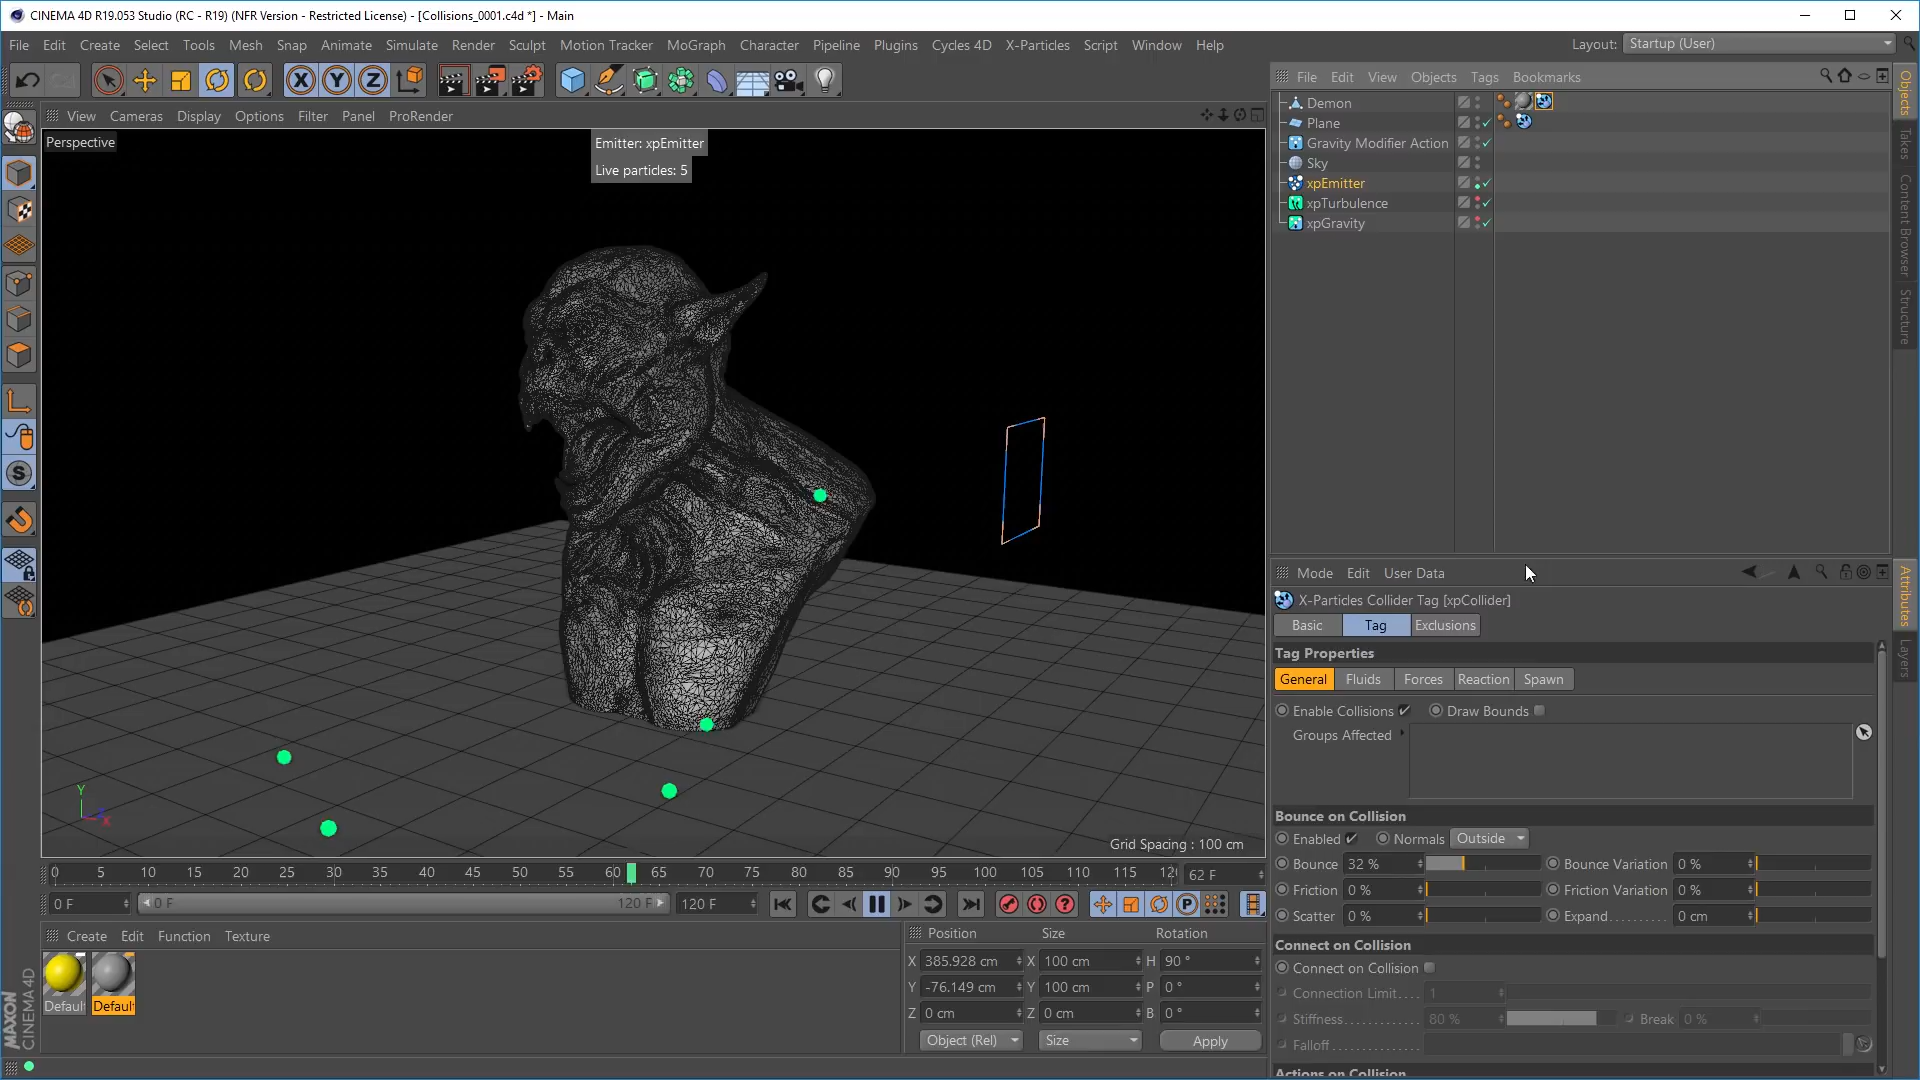 CINEMA 4D R19.053 Studio (RC - R19) (NFR Version - Restricted License) - [Collisions_0001.c4d *] - Main
File Edit Create Select Tools Mesh Snap Animate Simulate Render Sculpt Motion Tracker MoGraph Character Pipeline Plugins Cycles 4D X-Particles Script Window Help
Layout: Startup (User)
File Edit View Objects Tags Bookmarks
View Cameras Display Options Filter Panel ProRender
Perspective
Emitter: xpEmitter
Live particles: 5
Demon
Plane
Gravity Modifier Action
Sky
xpEmitter
xpTurbulence
xpGravity
Objects
Takes
Content Browser
Structure
Mode Edit User Data
X-Particles Collider Tag [xpCollider]
Basic Tag Exclusions
Tag Properties
General Fluids Forces Reaction Spawn
Enable Collisions Draw Bounds
Groups Affected
Bounce on Collision
Enabled Normals Outside
Bounce 32 % Bounce Variation 0 %
Friction 0 % Friction Variation 0 %
Scatter 0 % Expand 0 cm
Connect on Collision
Connect on Collision
Connection Limit 1
Stiffness 80 % Break 0 %
Falloff
Actions on Collision
Attributes
Layers
Y
X
Grid Spacing : 100 cm
0 5 10 15 20 25 30 35 40 45 50 55 60 65 70 75 80 85 90 95 100 105 110 115 62 F
0 F 0 F 120 F 120 F
Create Edit Function Texture
Position Size Rotation
X 385.928 cm X 100 cm H 90 °
Y -76.149 cm Y 100 cm P 0 °
Z 0 cm Z 0 cm B 0 °
Object (Rel) Size Apply
Defaul Defaul
MAXON
CINEMA 4D